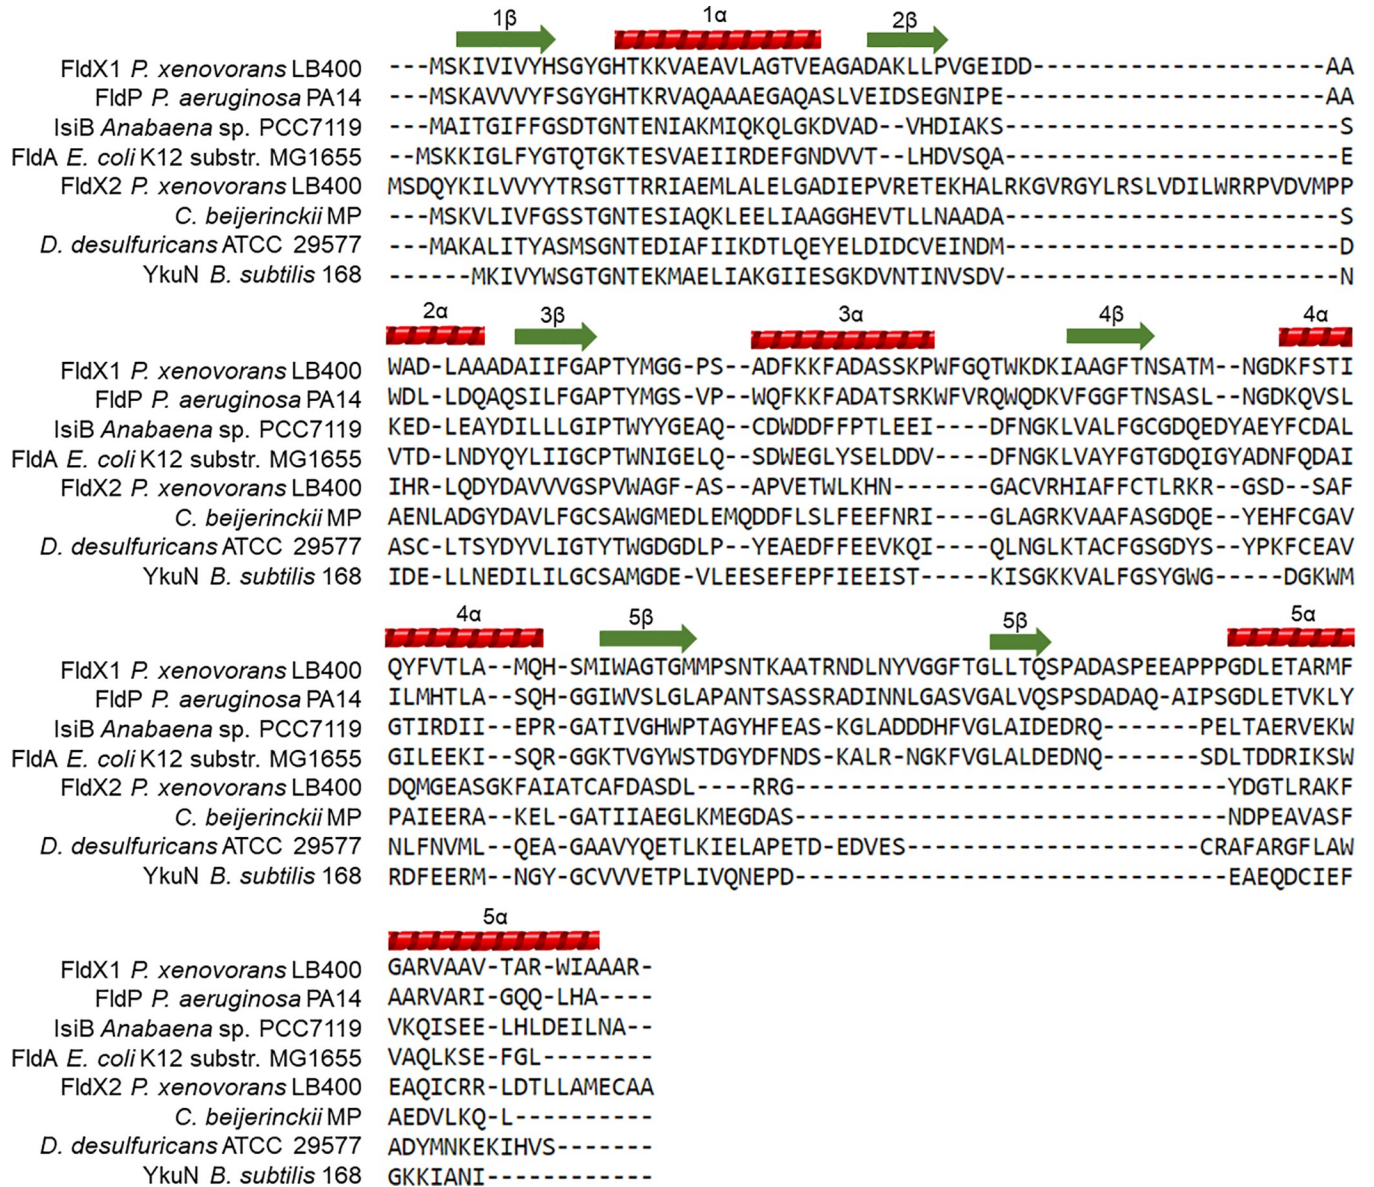 1β 1α 2β
FldX1 P. xenovorans LB400 ---MSKIVIVYHSGYGHTKKVAEAVLAGTVEAGADAKLLPVGEIDD---------------------AA
FldP P. aeruginosa PA14 ---MSKAVVVYFSGYGHTKRVAQAAAEGAQASLVEIDSEGNIPE-----------------------AA
IsiB Anabaena sp. PCC7119 ---MAITGIFFGSDTGNTENIAKMIQKQLGKDVAD--VHDIAKS------------------------S
FldA E. coli K12 substr. MG1655 --MSKKIGLFYGTQTGKTESVAEIIRDEFGNDVVT--LHDVSQA------------------------E
FldX2 P. xenovorans LB400 MSDQYKILVVYYTRSGTTRRIAEMLALELGADIEPVRETEKHALRKGVRGYLRSLVDILWRRPVDVMPP
C. beijerinckii MP ---MSKVLIVFGSSTGNTESIAQKLEELIAAGGHEVTLLNAADA------------------------S
D. desulfuricans ATCC 29577 ---MAKALITYASMSGNTEDIAFIIKDTLQEYELDIDCVEINDM------------------------D
YkuN B. subtilis 168 ------MKIVYWSGTGNTEKMAELIAKGIIESGKDVNTINVSDV------------------------N
2α 3β 3α 4β 4α
FldX1 P. xenovorans LB400 WAD-LAAADAIIFGAPTYMGG-PS--ADFKKFADASSKPWFGQTWKDKIAAGFTNSATM--NGDKFSTI
FldP P. aeruginosa PA14 WDL-LDQAQSILFGAPTYMGS-VP--WQFKKFADATSRKWFVRQWQDKVFGGFTNSASL--NGDKQVSL
IsiB Anabaena sp. PCC7119 KED-LEAYDILLLGIPTWYYGEAQ--CDWDDFFPTLEEI----DFNGKLVALFGCGDQEDYAEYFCDAL
FldA E. coli K12 substr. MG1655 VTD-LNDYQYLIIGCPTWNIGELQ--SDWEGLYSELDDV----DFNGKLVAYFGTGDQIGYADNFQDAI
FldX2 P. xenovorans LB400 IHR-LQDYDAVVVGSPVWAGF-AS--APVETWLKHN-------GACVRHIAFFCTLRKR--GSD--SAF
C. beijerinckii MP AENLADGYDAVLFGCSAWGMEDLEMQDDFLSLFEEFNRI----GLAGRKVAAFASGDQE--YEHFCGAV
D. desulfuricans ATCC 29577 ASC-LTSYDYVLIGTYTWGDGDLP--YEAEDFFEEVKQI----QLNGLKTACFGSGDYS--YPKFCEAV
YkuN B. subtilis 168 IDE-LLNEDILILGCSAMGDE-VLEESEFEPFIEEIST-----KISGKKVALFGSYGWG-----DGKWM
4α 5β 5β 5α
FldX1 P. xenovorans LB400 QYFVTLA--MQH-SMIWAGTGMMPSNTKAATRNDLNYVGGFTGLLTQSPADASPEEAPPPGDLETARMF
FldP P. aeruginosa PA14 ILMHTLA--SQH-GGIWVSLGLAPANTSASSRADINNLGASVGALVQSPSDADAQ-AIPSGDLETVKLY
IsiB Anabaena sp. PCC7119 GTIRDII--EPR-GATIVGHWPTAGYHFEAS-KGLADDDHFVGLAIDEDRQ-------PELTAERVEKW
FldA E. coli K12 substr. MG1655 GILEEKI--SQR-GGKTVGYWSTDGYDFNDS-KALR-NGKFVGLALDEDNQ-------SDLTDDRIKSW
FldX2 P. xenovorans LB400 DQMGEASGKFAIATCAFDASDL----RRG-------------------------------YDGTLRAKF
C. beijerinckii MP PAIEERA--KEL-GATIIAEGLKMEGDAS-------------------------------NDPEAVASF
D. desulfuricans ATCC 29577 NLFNVML--QEA-GAAVYQETLKIELAPETD-EDVES---------------------CRAFARGFLAW
YkuN B. subtilis 168 RDFEERM--NGY-GCVVVETPLIVQNEPD-------------------------------EAEQDCIEF
5α
FldX1 P. xenovorans LB400 GARVAAV-TAR-WIAAAR-
FldP P. aeruginosa PA14 AARVARI-GQQ-LHA----
IsiB Anabaena sp. PCC7119 VKQISEE-LHLDEILNA--
FldA E. coli K12 substr. MG1655 VAQLKSE-FGL--------
FldX2 P. xenovorans LB400 EAQICRR-LDTLLAMECAA
C. beijerinckii MP AEDVLKQ-L----------
D. desulfuricans ATCC 29577 ADYMNKEKIHVS-------
YkuN B. subtilis 168 GKKIANI------------